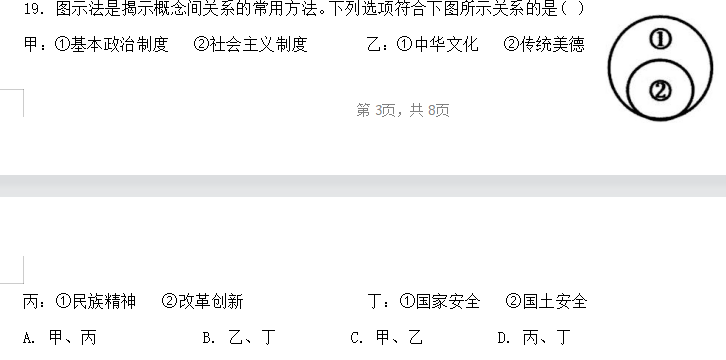 19. 图示法是揭示概念间关系的常用方法。下列选项符合下图所示关系的是( )
甲：①基本政治制度 ②社会主义制度 乙：①中华文化 ②传统美德
①
②
第 3页，共 8页
丙：①民族精神 ②改革创新 丁：①国家安全 ②国土安全
A. 甲、丙 B. 乙、丁 C. 甲、乙 D. 丙、丁